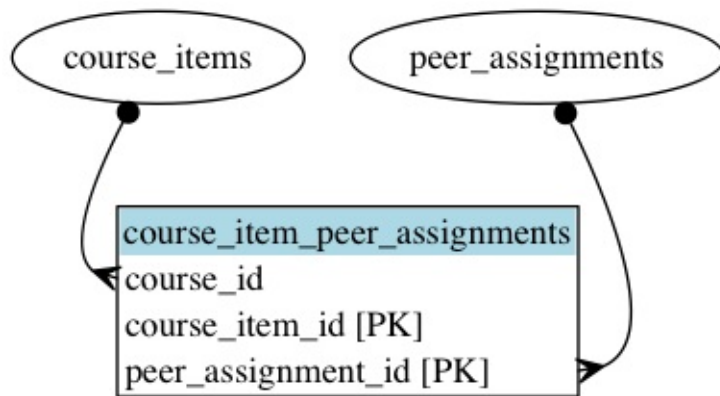 course_items
peer_assignments
course_item_peer_assignments
course_id
course_item_id [PK]
peer_assignment_id [PK]